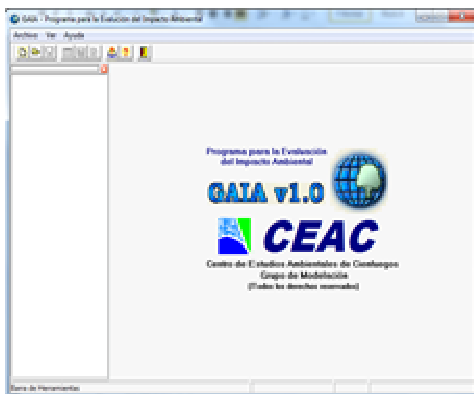 GAIA - Programa para la Evalución del Impacto Ambiental
Archivo Ver Ayuda
Programa para la Evaluación
del Impacto Ambiental
GAIA v1.0
CEAC
Centro de Estudios Ambientales de Cienfuegos
Grupo de Modelación
(Todos los derechos reservados)
Barra de Herramientas